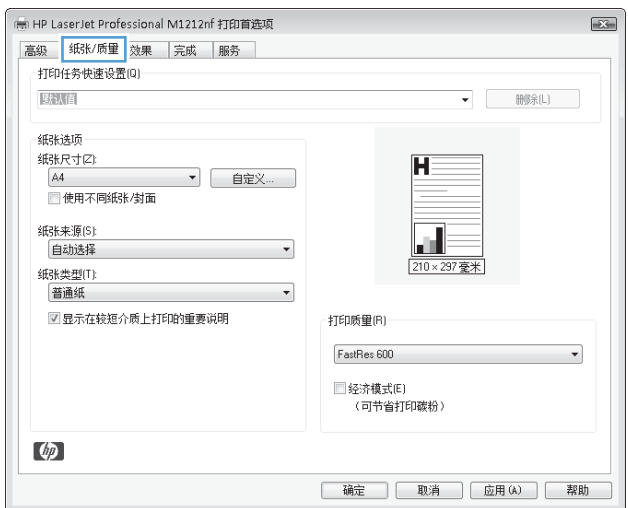 HP LaserJet Professional M1212nf 打印首选项
高级 纸张/质量 效果 完成 服务
打印任务快速设置(Q)
默认值 删除(L)
纸张选项
纸张尺寸(Z):
A4 自定义...
使用不同纸张/封面
纸张来源(S):
自动选择
纸张类型(T):
普通纸
显示在较短介质上打印的重要说明
H
210 × 297 毫米
打印质量(R)
FastRes 600
经济模式(E)
(可节省打印碳粉)
hp
确定 取消 应用 (A) 帮助